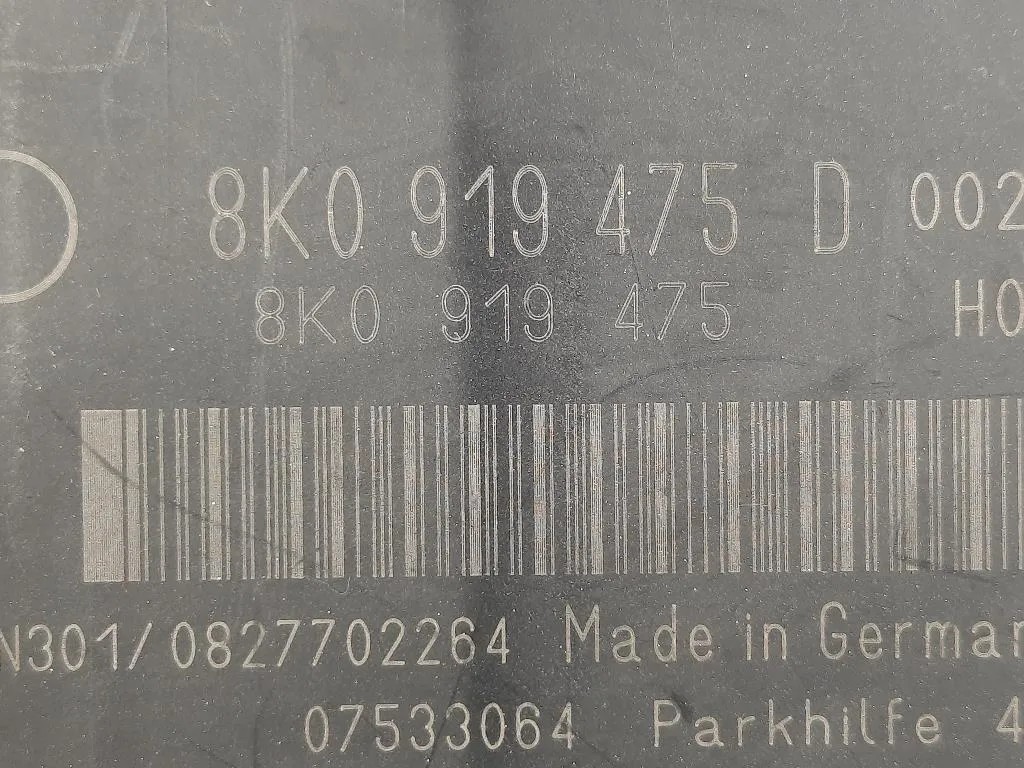 8K0 919 475 D 002
8K0 919 475 H0
N301/0827702264 Made in German
07533064 Parkhilfe 4